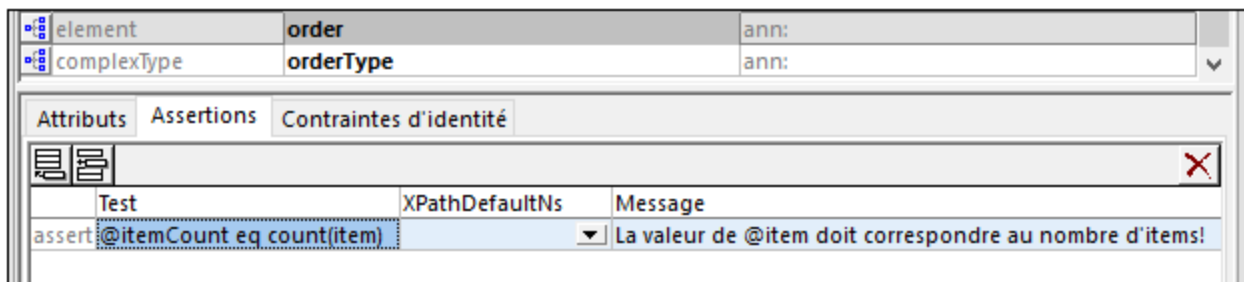 element order ann:
complexType orderType ann:
Attributs Assertions Contraintes d'identité
Test XPathDefaultNs Message
assert @itemCount eq count(item) La valeur de @item doit correspondre au nombre d'items!